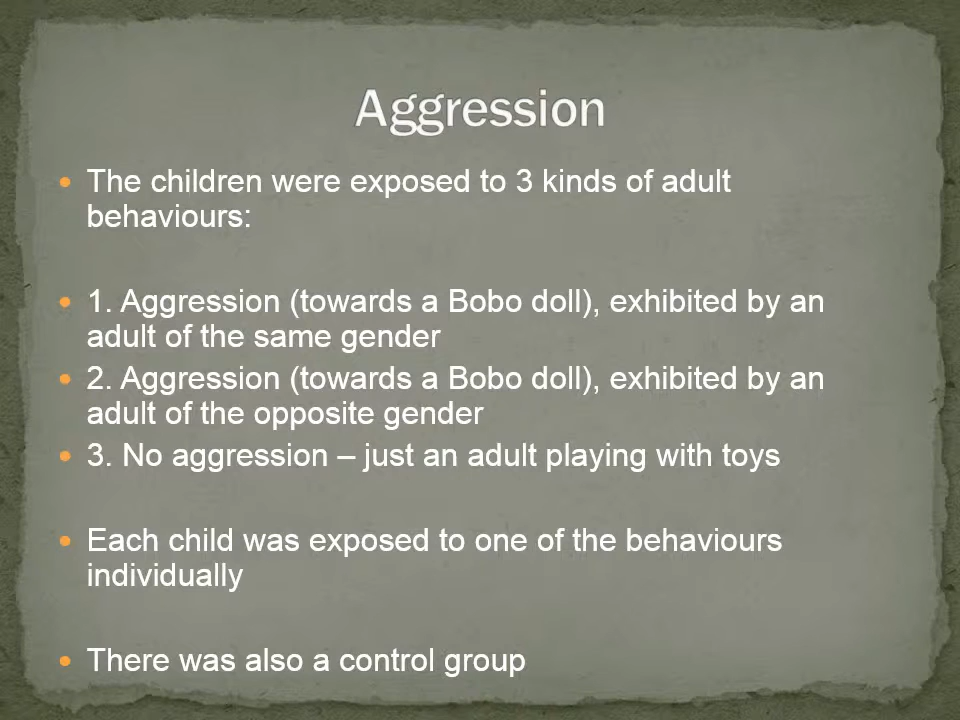 Aggression
• The children were exposed to 3 kinds of adult
behaviours:
• 1. Aggression (towards a Bobo doll), exhibited by an
adult of the same gender
• 2. Aggression (towards a Bobo doll), exhibited by an
adult of the opposite gender
• 3. No aggression – just an adult playing with toys
• Each child was exposed to one of the behaviours
individually
• There was also a control group